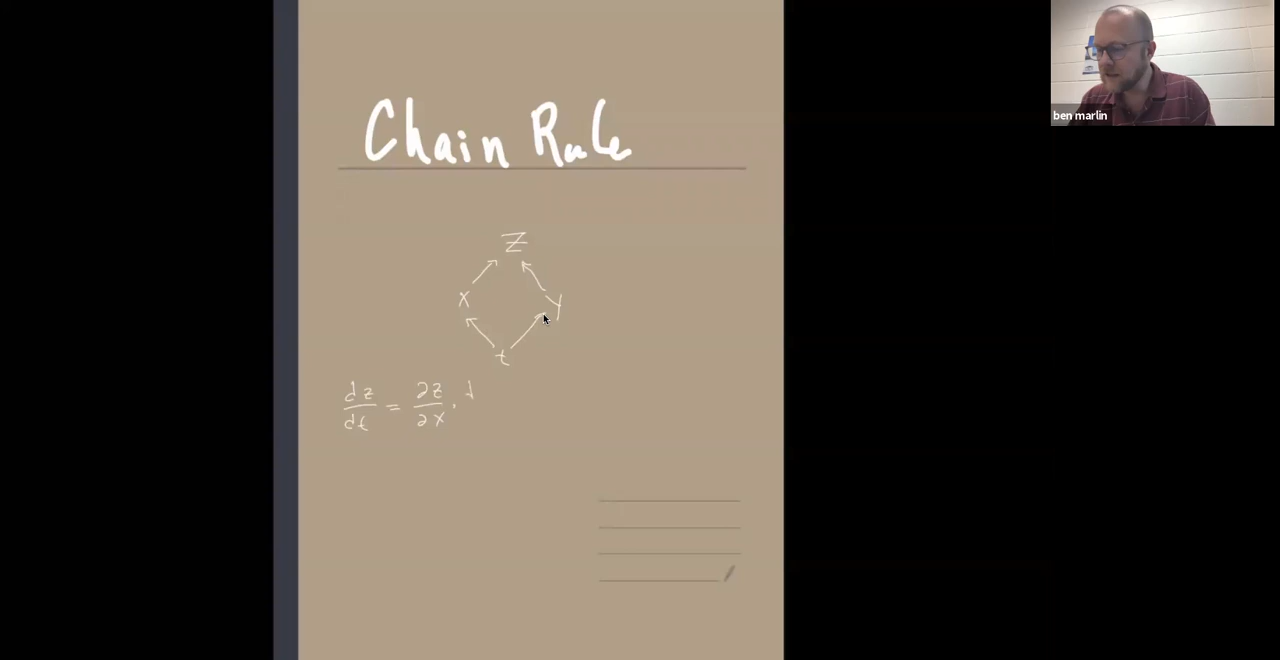 Chain Rule
Z
x y
t
dz/dt = ∂z/∂x · d
ben marlin